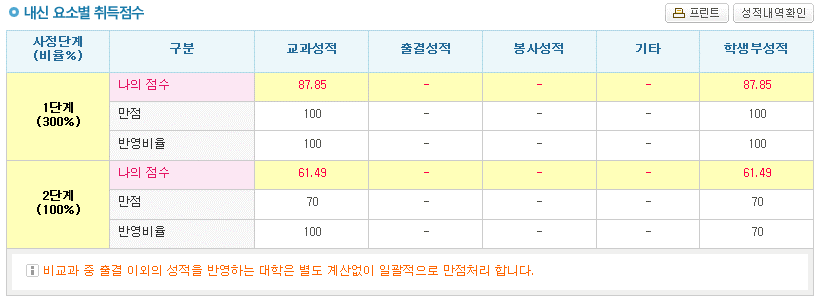 내신 요소별 취득점수 프린트 성적내역확인
사정단계 (비율%) 구분 교과성적 출결성적 봉사성적 기타 학생부성적
1단계 (300%)
나의 점수 87.85 - - - 87.85
만점 100 - - - 100
반영비율 100 - - - 100
2단계 (100%)
나의 점수 61.49 - - - 61.49
만점 70 - - - 70
반영비율 100 - - - 70
비교과 중 출결 이외의 성적을 반영하는 대학은 별도 계산없이 일괄적으로 만점처리 합니다.